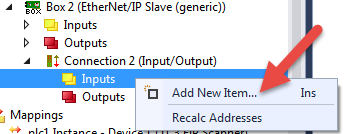 BOX
Box 2 (EtherNet/IP Slave (generic))
Inputs
Outputs
Connection 2 (Input/Output)
Inputs
Outputs
Add New Item... Ins
Recalc Addresses
Mappings